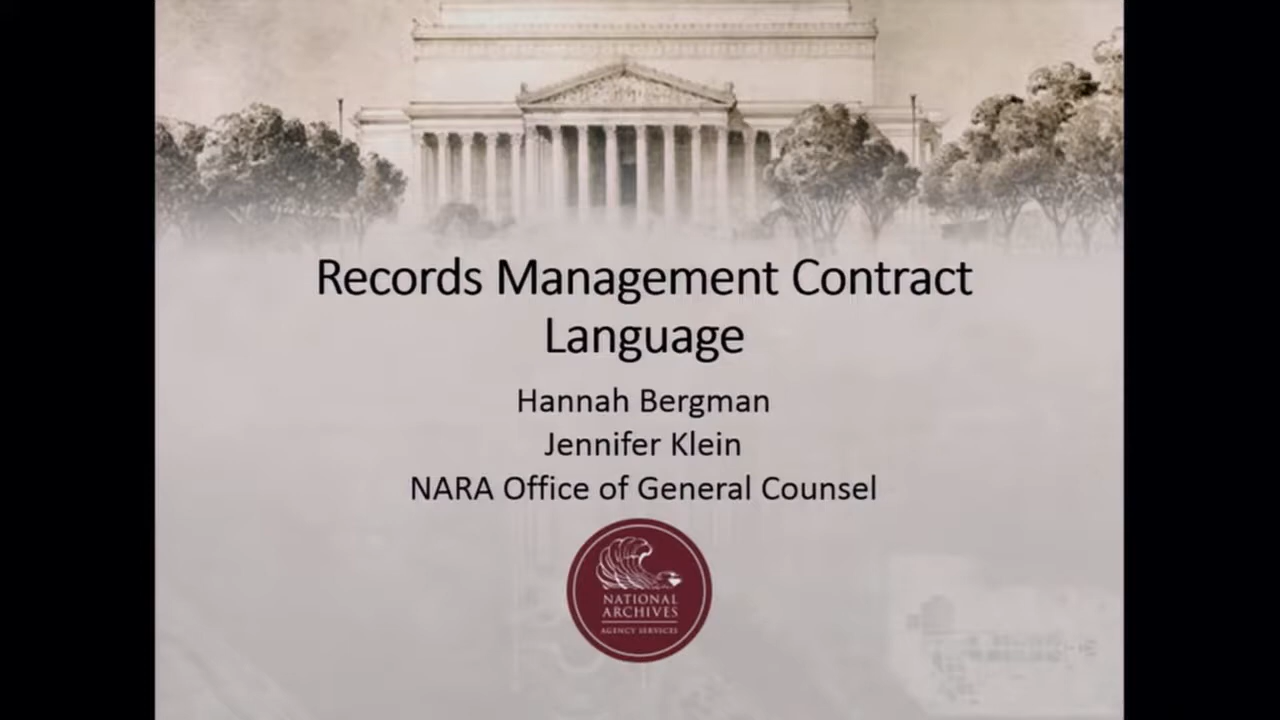 Records Management Contract
Language
Hannah Bergman
Jennifer Klein
NARA Office of General Counsel
NATIONAL
ARCHIVES
AGENCY SERVICES